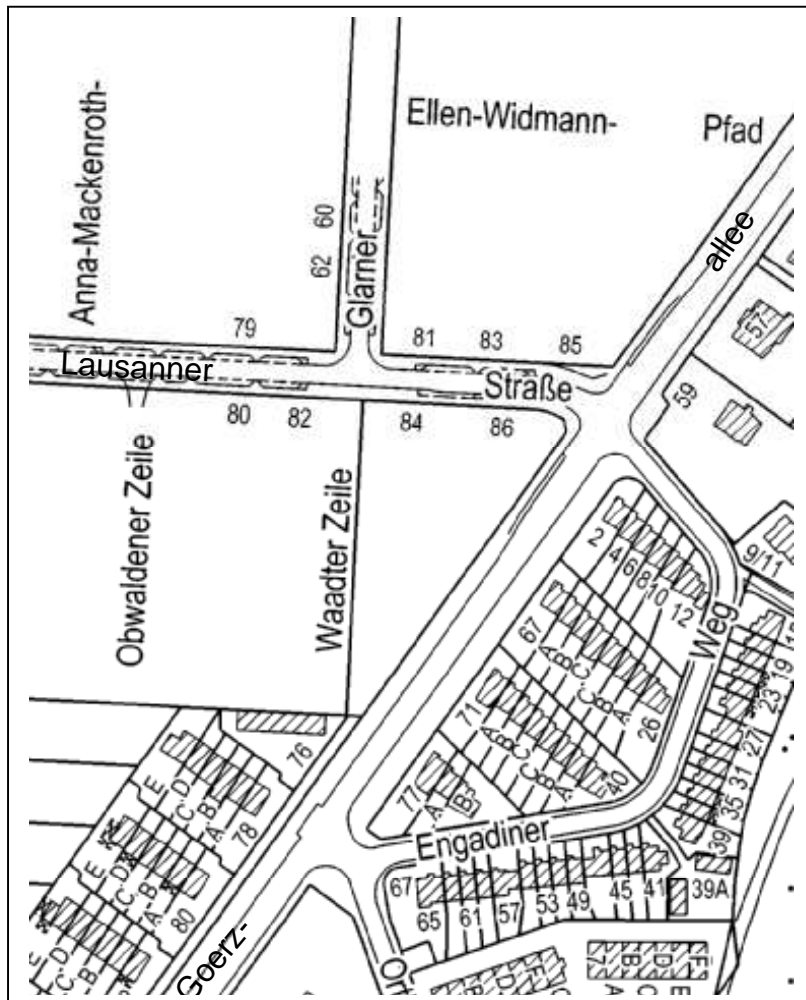 Anna-Mackenroth-
Ellen-Widmann-
Pfad
allee
60
62
Glarner
57
79
81
83
85
Lausanner
Straße
59
80
82
84
86
Obwaldener Zeile
Waadter Zeile
2
4
6
8
10
12
9/11
Weg
67
A
B
C
C
B
A
26
19
23
27
31
35
39
71
A
B
C
C
B
A
40
76
77
A
B
E
D
C
B
A
78
Engadiner
E
D
C
B
A
80
67
65
61
57
53
49
45
41
39A
Goerz-
Ort
E
D
C
B
7
A
B
C
D
E
F